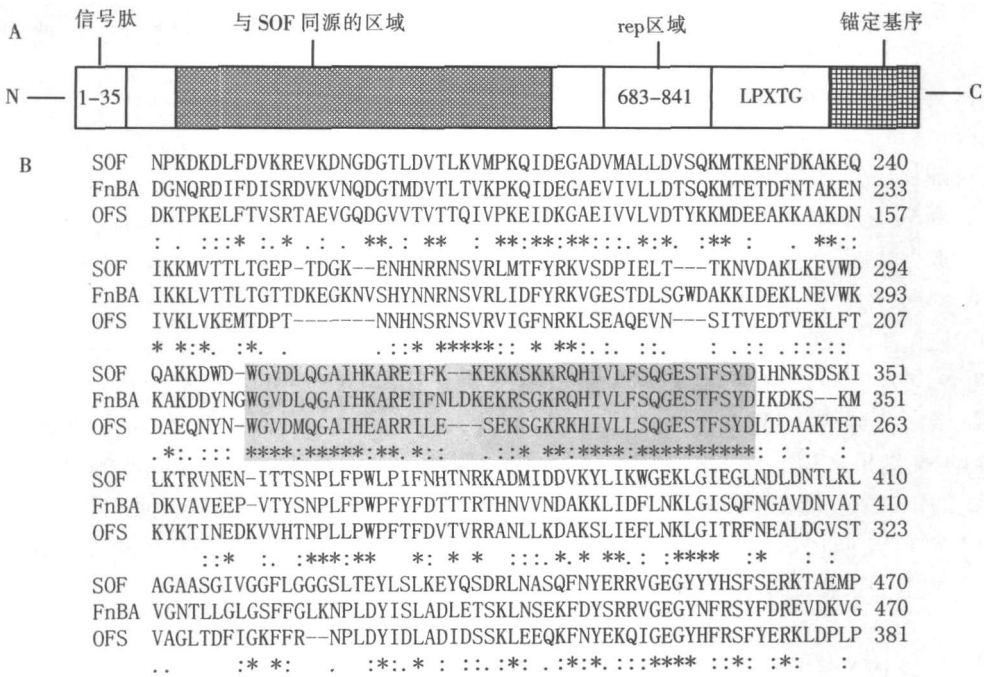 A
信号肽 与 SOF 同源的区域 rep区域 锚定基序
N 1-35 683-841 LPXTG C
B
SOF NPKDKDLFDVKREVKDNGDGTLDVTLKVMPKQIDEGADVMALLDVSQKMTKENFDKAKEQ 240
FnBA DGNQRDIFDISRDVKVNQDGTMDVTLTVKPKQIDEGAEVIVLLDTSQKMTETDFNTAKEN 233
OFS DKTPKELFTVSRTAEVGQDGVVTVTTQIVPKEIDKGAEIVVLVDTYKKMDEEAKKAAKDN 157
: . :::* :.* :. . **.: ** : **:**:**:::.*:*. :** : . **::
SOF IKKMVTTLTGEP-TDGK--ENHNRRNSVRLMTFYRKVSDPIELT---TKNVDAKLKEVWD 294
FnBA IKKLVTTLTGTTDKEGKNVSHYNNRNSVRLIDFYRKVGESTDLSGWDAKKIDEKLNEVWK 293
OFS IVKLVKEMTDPT-------NNHNSRNSVRVIGFNRKLSEAQEVN---SITVEDTVEKLFT 207
* *:*. :*. . .::* *****:: * **:.:. ::. : .:: . :::::
SOF QAKKDWD-WGVDLQGAIHKAREIFK--KEKKSKKRQHIVLFSQGESTFSYDIHNKSDSKI 351
FnBA KAKDDYNGWGVDLQGAIHKAREIFNLDKEKRSGKRQHIVLFSQGESTFSYDIKDKS--KM 351
OFS DAEQNYN-WGVDMQGAIHEARRILE---SEKSGKRKHIVLLSQGESTFSYDLTDAAKTET 263
.*:.::: ****:*****:**.*:: .::* **:****:**********: : : :
SOF LKTRVNEN-ITTSNPLFPWLPIFNHTNRKADMIDDVKYLIKWGEKLGIEGLNDLDNTLKL 410
FnBA DKVAVEEP-VTYSNPLFPWPFYFDTTTRTHNVVNDAKKLIDFLNKLGISQFNGAVDNVAT 410
OFS KYKTINEDKVVHTNPLLPWPFTFDVTVRRANLLKDAKSLIEFLNKLGITRFNEALDGVST 323
::* :. :***:** *: * * ::.*.* **.: :**** :* : :
SOF AGAASGIVGGFLGGGSLTEYLSLKEYQSDRLNASQFNYERRVGEGYYYHSFSERKTAEMP 470
FnBA VGNTLLGLGSFFGLKNPLDYISLADLETSKLNSEKFDYSRRVGEGYNFRSYFDREVDKVG 470
OFS VAGLTDFIGKFFR--NPLDYIDLADIDSSKLEEQKFNYEKQIGEGYHFRSFYERKLDPLP 381
.. :* *: . :*:.* : ::.:*: .:*:*.:::**** ::*: :*: :